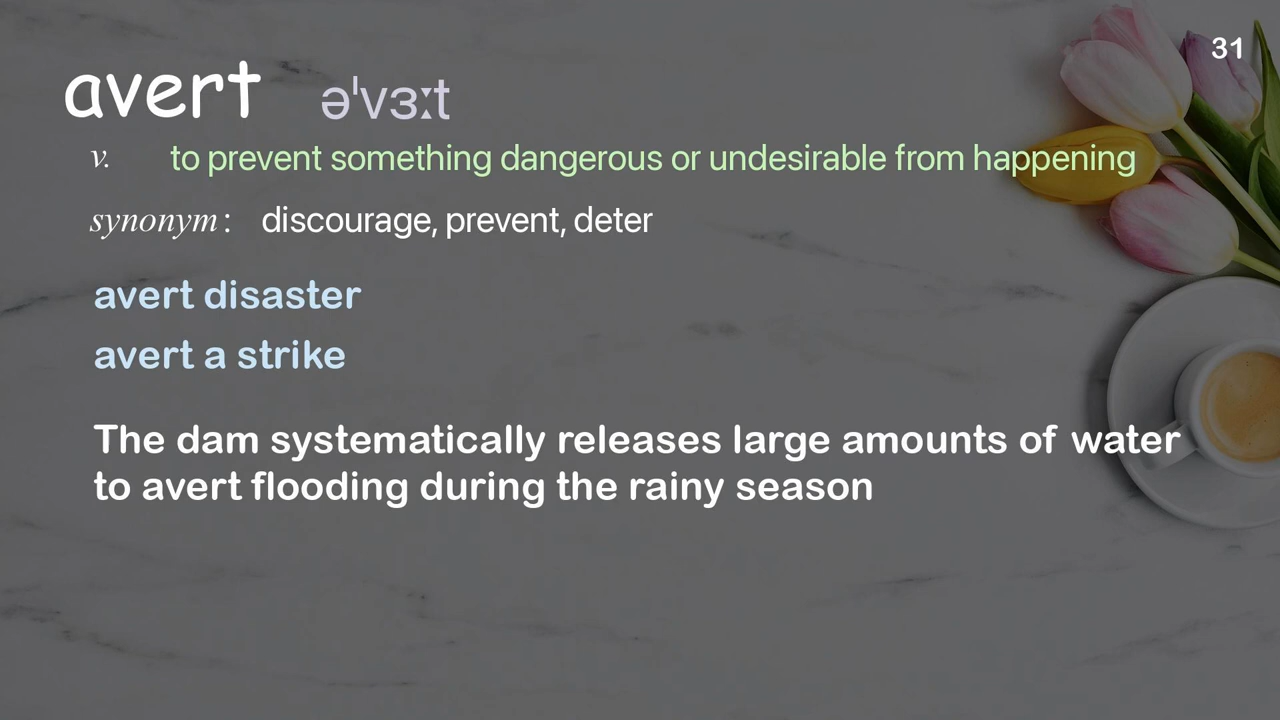 31
avert əˈvɜːt
v. to prevent something dangerous or undesirable from happening
synonym : discourage, prevent, deter
avert disaster
avert a strike
The dam systematically releases large amounts of water
to avert flooding during the rainy season